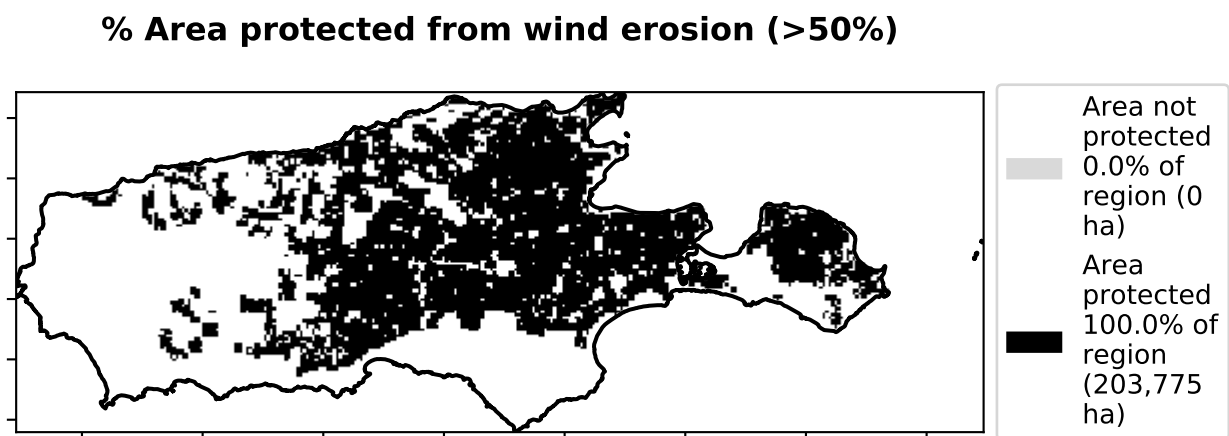 % Area protected from wind erosion (>50%)
Area not
protected
0.0% of
region (0
ha)
Area
protected
100.0% of
region
(203,775
ha)